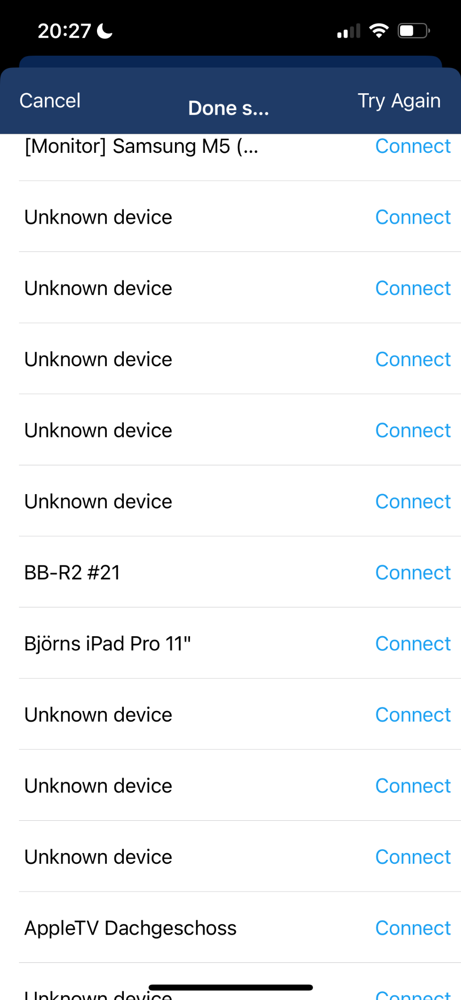 20:27
Cancel
Done s...
Try Again
[Monitor] Samsung M5 (...
Connect
Unknown device
Connect
Unknown device
Connect
Unknown device
Connect
Unknown device
Connect
Unknown device
Connect
BB-R2 #21
Connect
Björns iPad Pro 11"
Connect
Unknown device
Connect
Unknown device
Connect
Unknown device
Connect
AppleTV Dachgeschoss
Connect
Unknown device
Connect